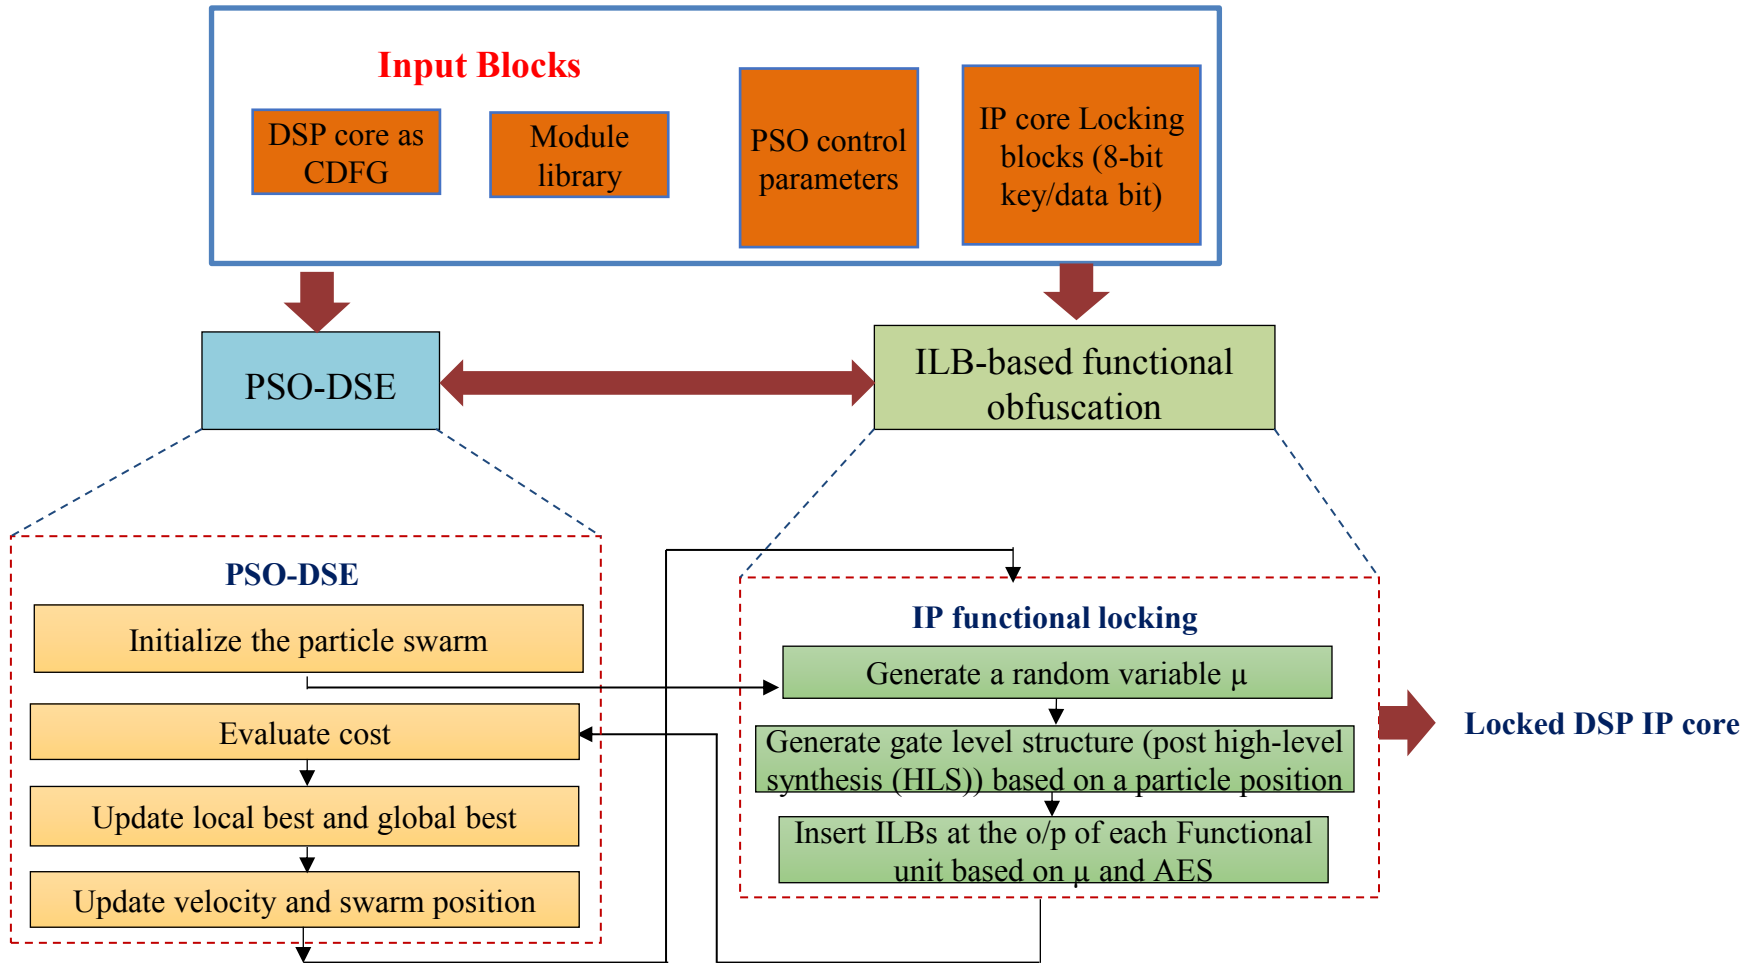 Input Blocks
DSP core as
CDFG
Module
library
PSO control
parameters
IP core Locking
blocks (8-bit
key/data bit)
PSO-DSE
ILB-based functional
obfuscation
PSO-DSE
Initialize the particle swarm
Evaluate cost
Update local best and global best
Update velocity and swarm position
IP functional locking
Generate a random variable µ
Generate gate level structure (post high-level
synthesis (HLS)) based on a particle position
Insert ILBs at the o/p of each Functional
unit based on µ and AES
Locked DSP IP core